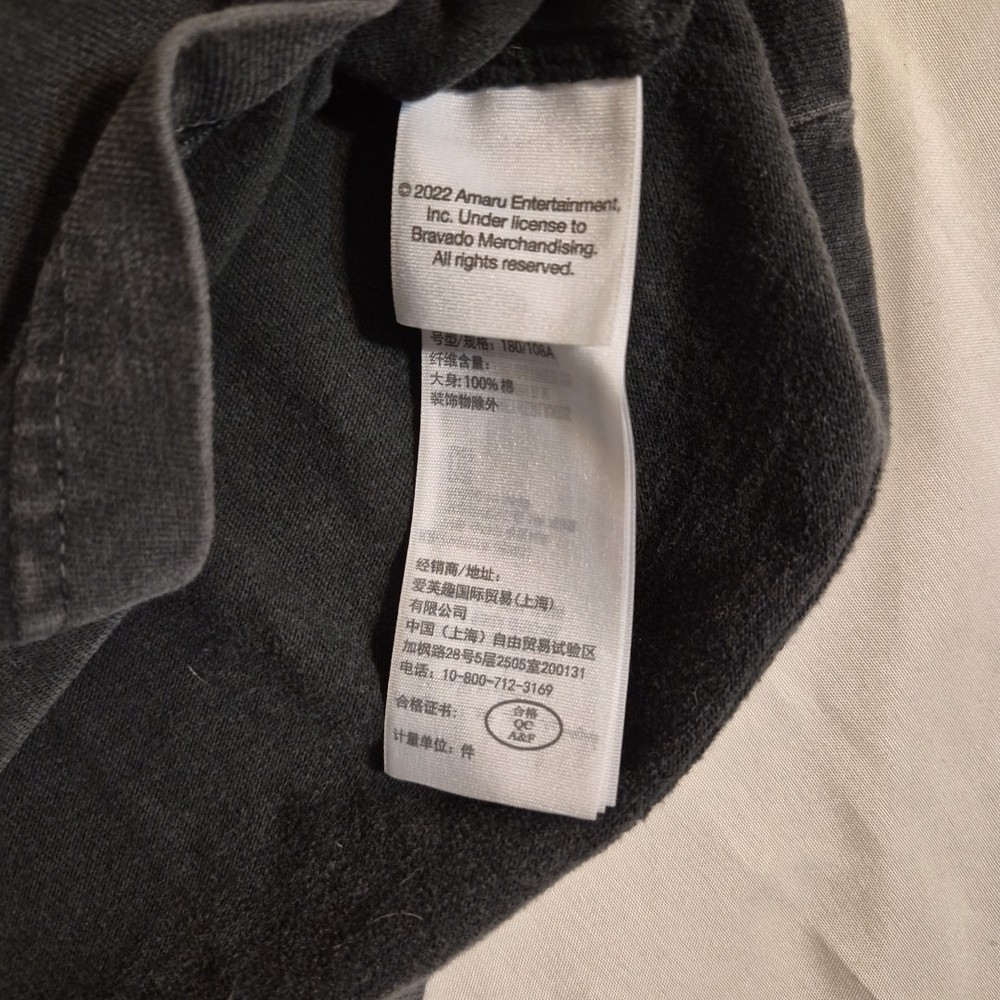 © 2022 Amaru Entertainment,
Inc. Under license to
Bravado Merchandising.
All rights reserved.
号型/规格：180/108A
纤维含量：
大身:100%棉
装饰物除外
经销商/地址：
爱芙趣国际贸易(上海)
有限公司
中国（上海）自由贸易试验区
加枫路28号5层2505室200131
电话：10-800-712-3169
合格证书：
合格
QC
A&F
计量单位：件